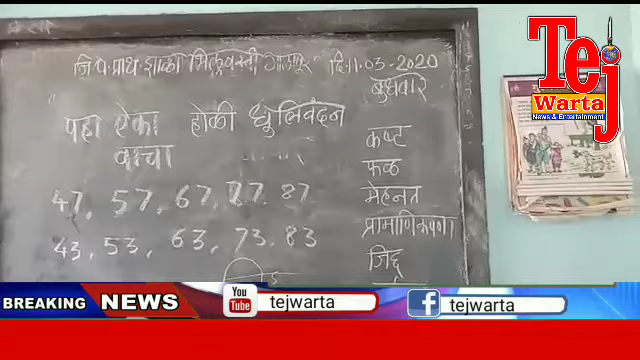 जि.प.प्राथ.शाळा भिल्लवस्ती दि.11.03.2020
बुधवार
पहा ऐका होळी धुलिवंदन
वाचा
47, 57, 67, 77, 87
43, 53, 63, 73, 83
कष्ट
फळ
मेहनत
प्रामाणिकपणा
जिद्द
Tej
Warta
News & Entertainment
BREAKING NEWS
You Tube tejwarta
f tejwarta